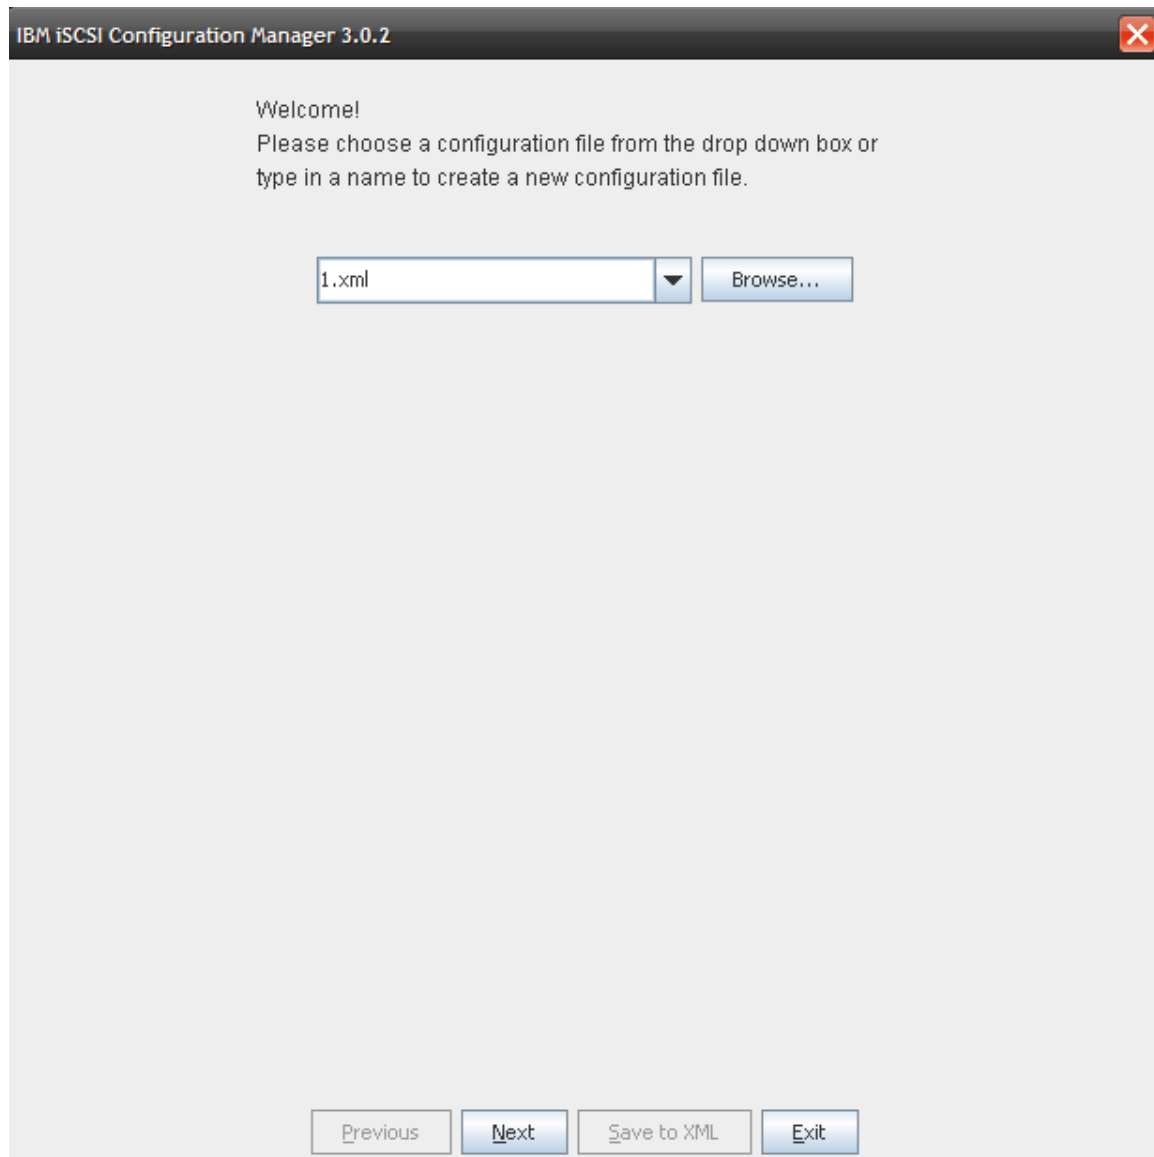 IBM iSCSI Configuration Manager 3.0.2
Welcome!
Please choose a configuration file from the drop down box or
type in a name to create a new configuration file.
1.xml
Browse...
Previous
Next
Save to XML
Exit